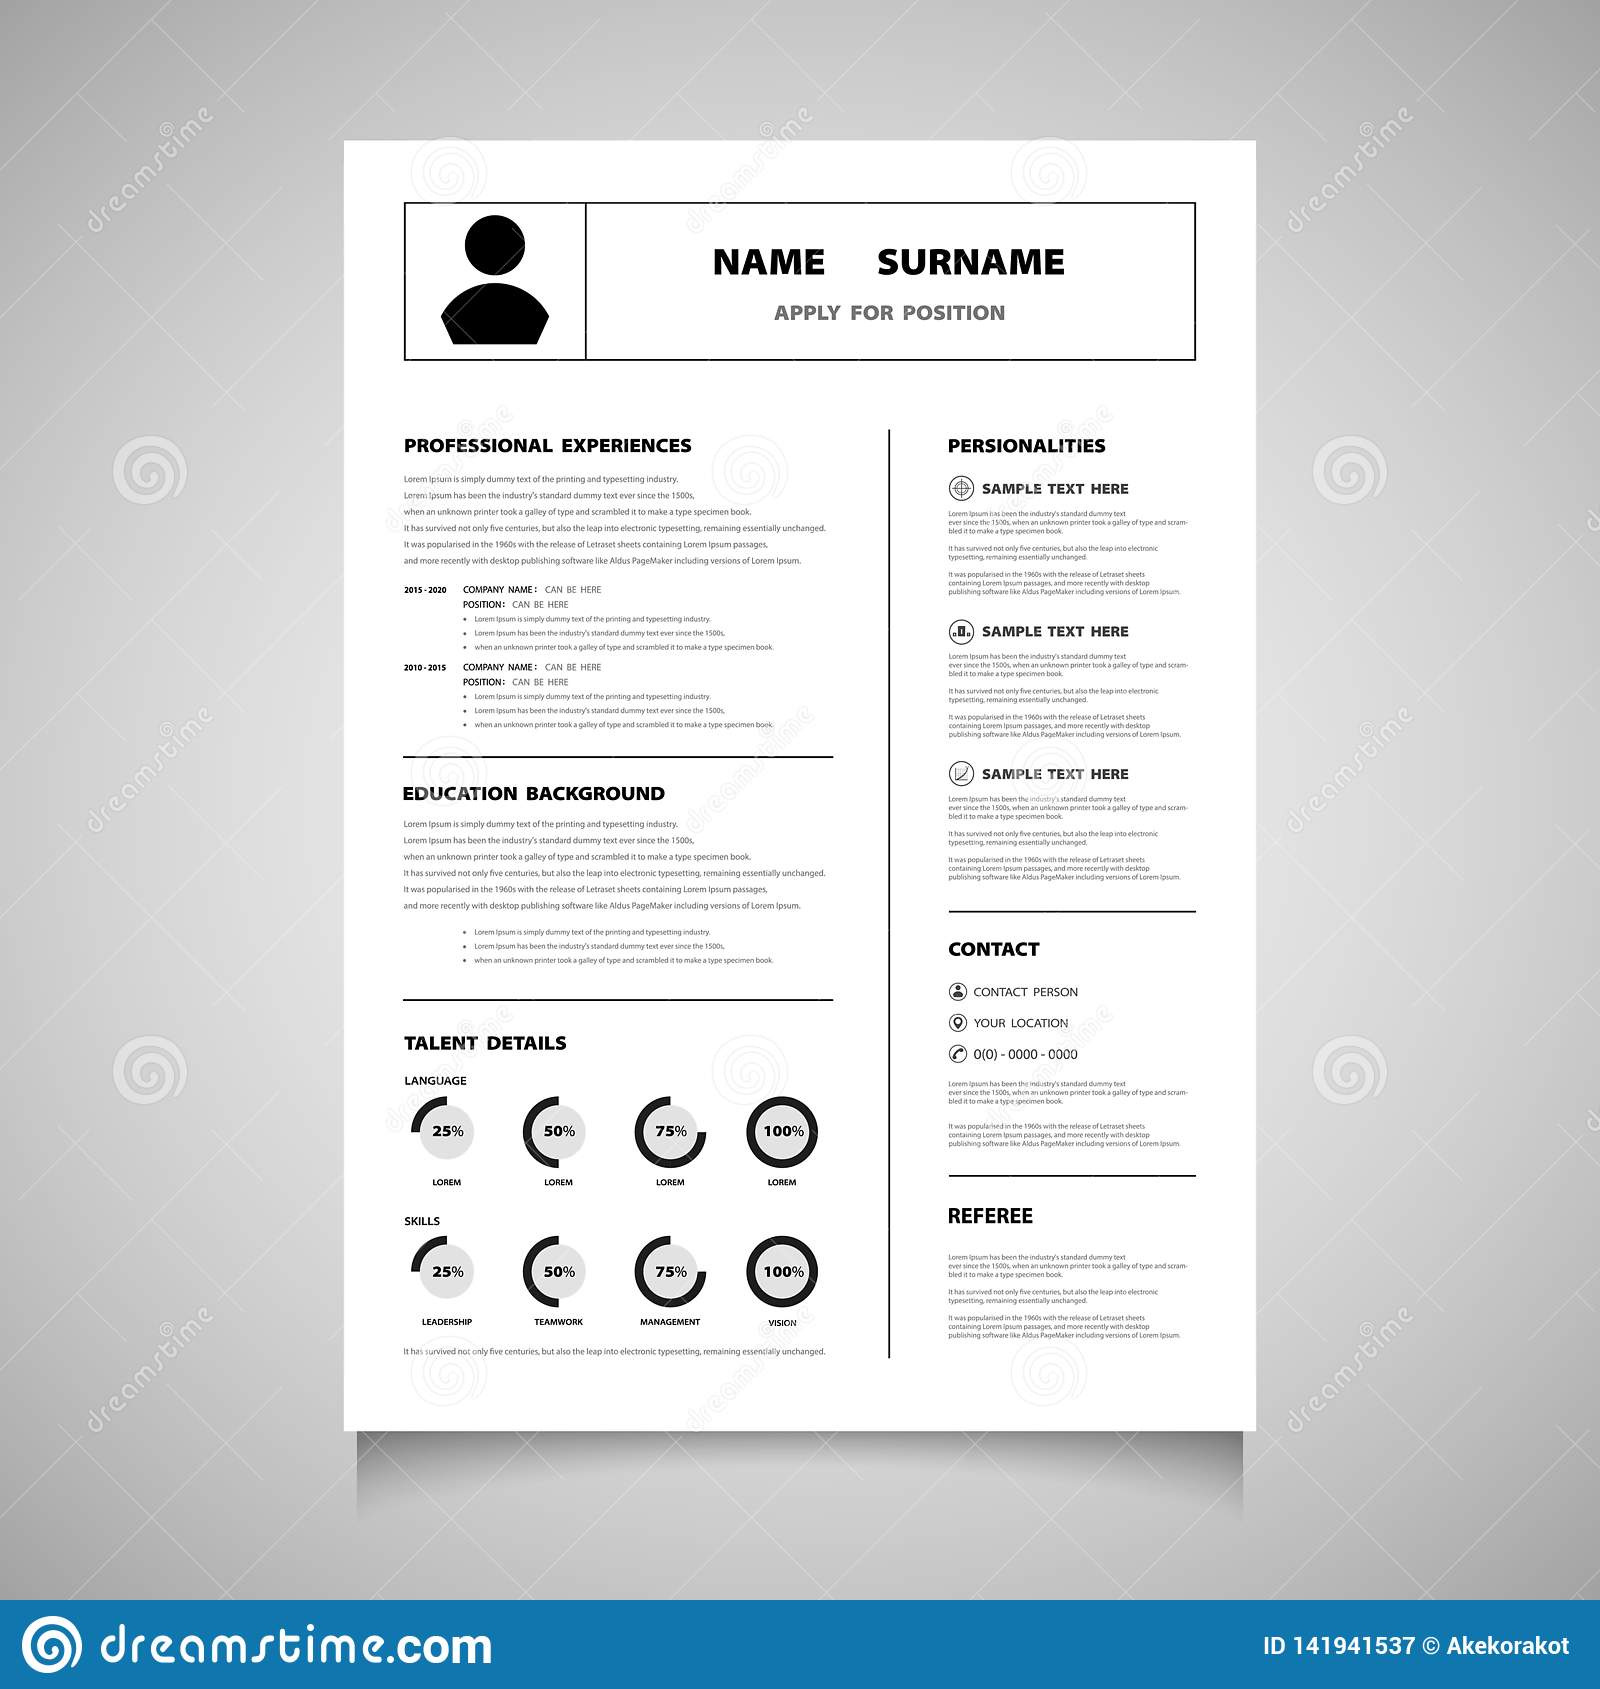 NAME SURNAME
APPLY FOR POSITION
PROFESSIONAL EXPERIENCES
Lorem Ipsum is simply dummy text of the printing and typesetting industry.
Lorem Ipsum has been the industry's standard dummy text ever since the 1500s,
when an unknown printer took a galley of type and scrambled it to make a type specimen book.
It has survived not only five centuries, but also the leap into electronic typesetting, remaining essentially unchanged.
It was popularised in the 1960s with the release of Letraset sheets containing Lorem Ipsum passages,
and more recently with desktop publishing software like Aldus PageMaker including versions of Lorem Ipsum.
2015 - 2020 COMPANY NAME : CAN BE HERE
POSITION : CAN BE HERE
• Lorem Ipsum is simply dummy text of the printing and typesetting industry.
• Lorem Ipsum has been the industry's standard dummy text ever since the 1500s,
• when an unknown printer took a galley of type and scrambled it to make a type specimen book.
2010 - 2015 COMPANY NAME : CAN BE HERE
POSITION : CAN BE HERE
• Lorem Ipsum is simply dummy text of the printing and typesetting industry.
• Lorem Ipsum has been the industry's standard dummy text ever since the 1500s,
• when an unknown printer took a galley of type and scrambled it to make a type specimen book.
EDUCATION BACKGROUND
Lorem Ipsum is simply dummy text of the printing and typesetting industry.
Lorem Ipsum has been the industry's standard dummy text ever since the 1500s,
when an unknown printer took a galley of type and scrambled it to make a type specimen book.
It has survived not only five centuries, but also the leap into electronic typesetting, remaining essentially unchanged.
It was popularised in the 1960s with the release of Letraset sheets containing Lorem Ipsum passages,
and more recently with desktop publishing software like Aldus PageMaker including versions of Lorem Ipsum.
• Lorem Ipsum is simply dummy text of the printing and typesetting industry.
• Lorem Ipsum has been the industry's standard dummy text ever since the 1500s,
• when an unknown printer took a galley of type and scrambled it to make a type specimen book.
TALENT DETAILS
LANGUAGE
25% 50% 75% 100%
LOREM LOREM LOREM LOREM
SKILLS
25% 50% 75% 100%
LEADERSHIP TEAMWORK MANAGEMENT VISION
It has survived not only five centuries, but also the leap into electronic typesetting, remaining essentially unchanged.
PERSIONALITIES
SAMPLE TEXT HERE
Lorem Ipsum has been the industry's standard dummy text
ever since the 1500s, when an unknown printer took a galley of type and scram-
bled it to make a type specimen book.
It has survived not only five centuries, but also the leap into electronic
typesetting, remaining essentially unchanged.
It was popularised in the 1960s with the release of Letraset sheets
containing Lorem Ipsum passages, and more recently with desktop
publishing software like Aldus PageMaker including versions of Lorem Ipsum.
SAMPLE TEXT HERE
Lorem Ipsum has been the industry's standard dummy text
ever since the 1500s, when an unknown printer took a galley of type and scram-
bled it to make a type specimen book.
It has survived not only five centuries, but also the leap into electronic
typesetting, remaining essentially unchanged.
It was popularised in the 1960s with the release of Letraset sheets
containing Lorem Ipsum passages, and more recently with desktop
publishing software like Aldus PageMaker including versions of Lorem Ipsum.
SAMPLE TEXT HERE
Lorem Ipsum has been the industry's standard dummy text
ever since the 1500s, when an unknown printer took a galley of type and scram-
bled it to make a type specimen book.
It has survived not only five centuries, but also the leap into electronic
typesetting, remaining essentially unchanged.
It was popularised in the 1960s with the release of Letraset sheets
containing Lorem Ipsum passages, and more recently with desktop
publishing software like Aldus PageMaker including versions of Lorem Ipsum.
CONTACT
CONTACT PERSON
YOUR LOCATION
0(0) - 0000 - 0000
Lorem Ipsum has been the industry's standard dummy text
ever since the 1500s, when an unknown printer took a galley of type and scram-
bled it to make a type specimen book.
It was popularised in the 1960s with the release of Letraset sheets
containing Lorem Ipsum passages, and more recently with desktop
publishing software like Aldus PageMaker including versions of Lorem Ipsum.
REFEREE
Lorem Ipsum has been the industry's standard dummy text
ever since the 1500s, when an unknown printer took a galley of type and scram-
bled it to make a type specimen book.
It has survived not only five centuries, but also the leap into electronic
typesetting, remaining essentially unchanged.
It was popularised in the 1960s with the release of Letraset sheets
containing Lorem Ipsum passages, and more recently with desktop
publishing software like Aldus PageMaker including versions of Lorem Ipsum.
dreamstime.com
ID 141941537 © Akekorakot